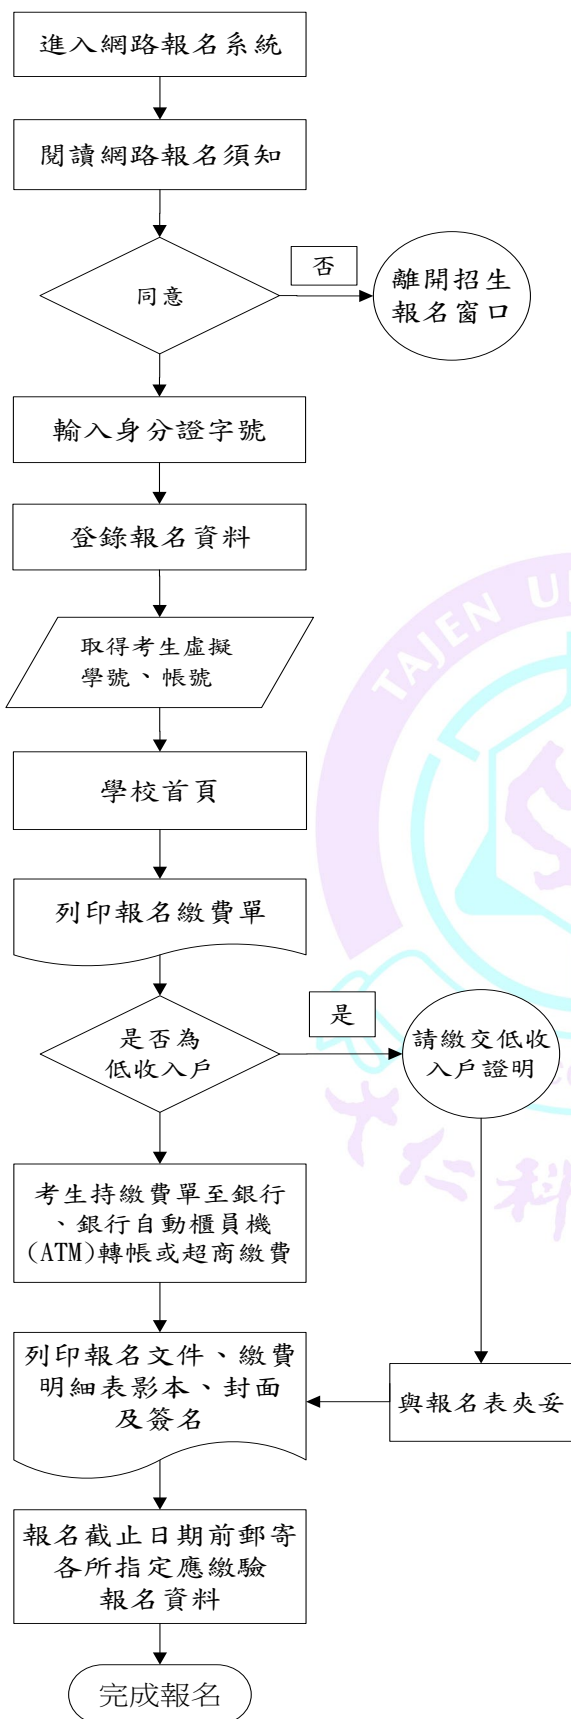 進入網路報名系統
閱讀網路報名須知
同意
否
離開招生
報名窗口
輸入身分證字號
登錄報名資料
取得考生虛擬
學號、帳號
學校首頁
列印報名繳費單
是否為
低收入戶
是
請繳交低收
入戶證明
考生持繳費單至銀行
、銀行自動櫃員機
(ATM)轉帳或超商繳費
列印報名文件、繳費
明細表影本、封面
及簽名
與報名表夾妥
報名截止日期前郵寄
各所指定應繳驗
報名資料
完成報名
TAJEN U
大仁科